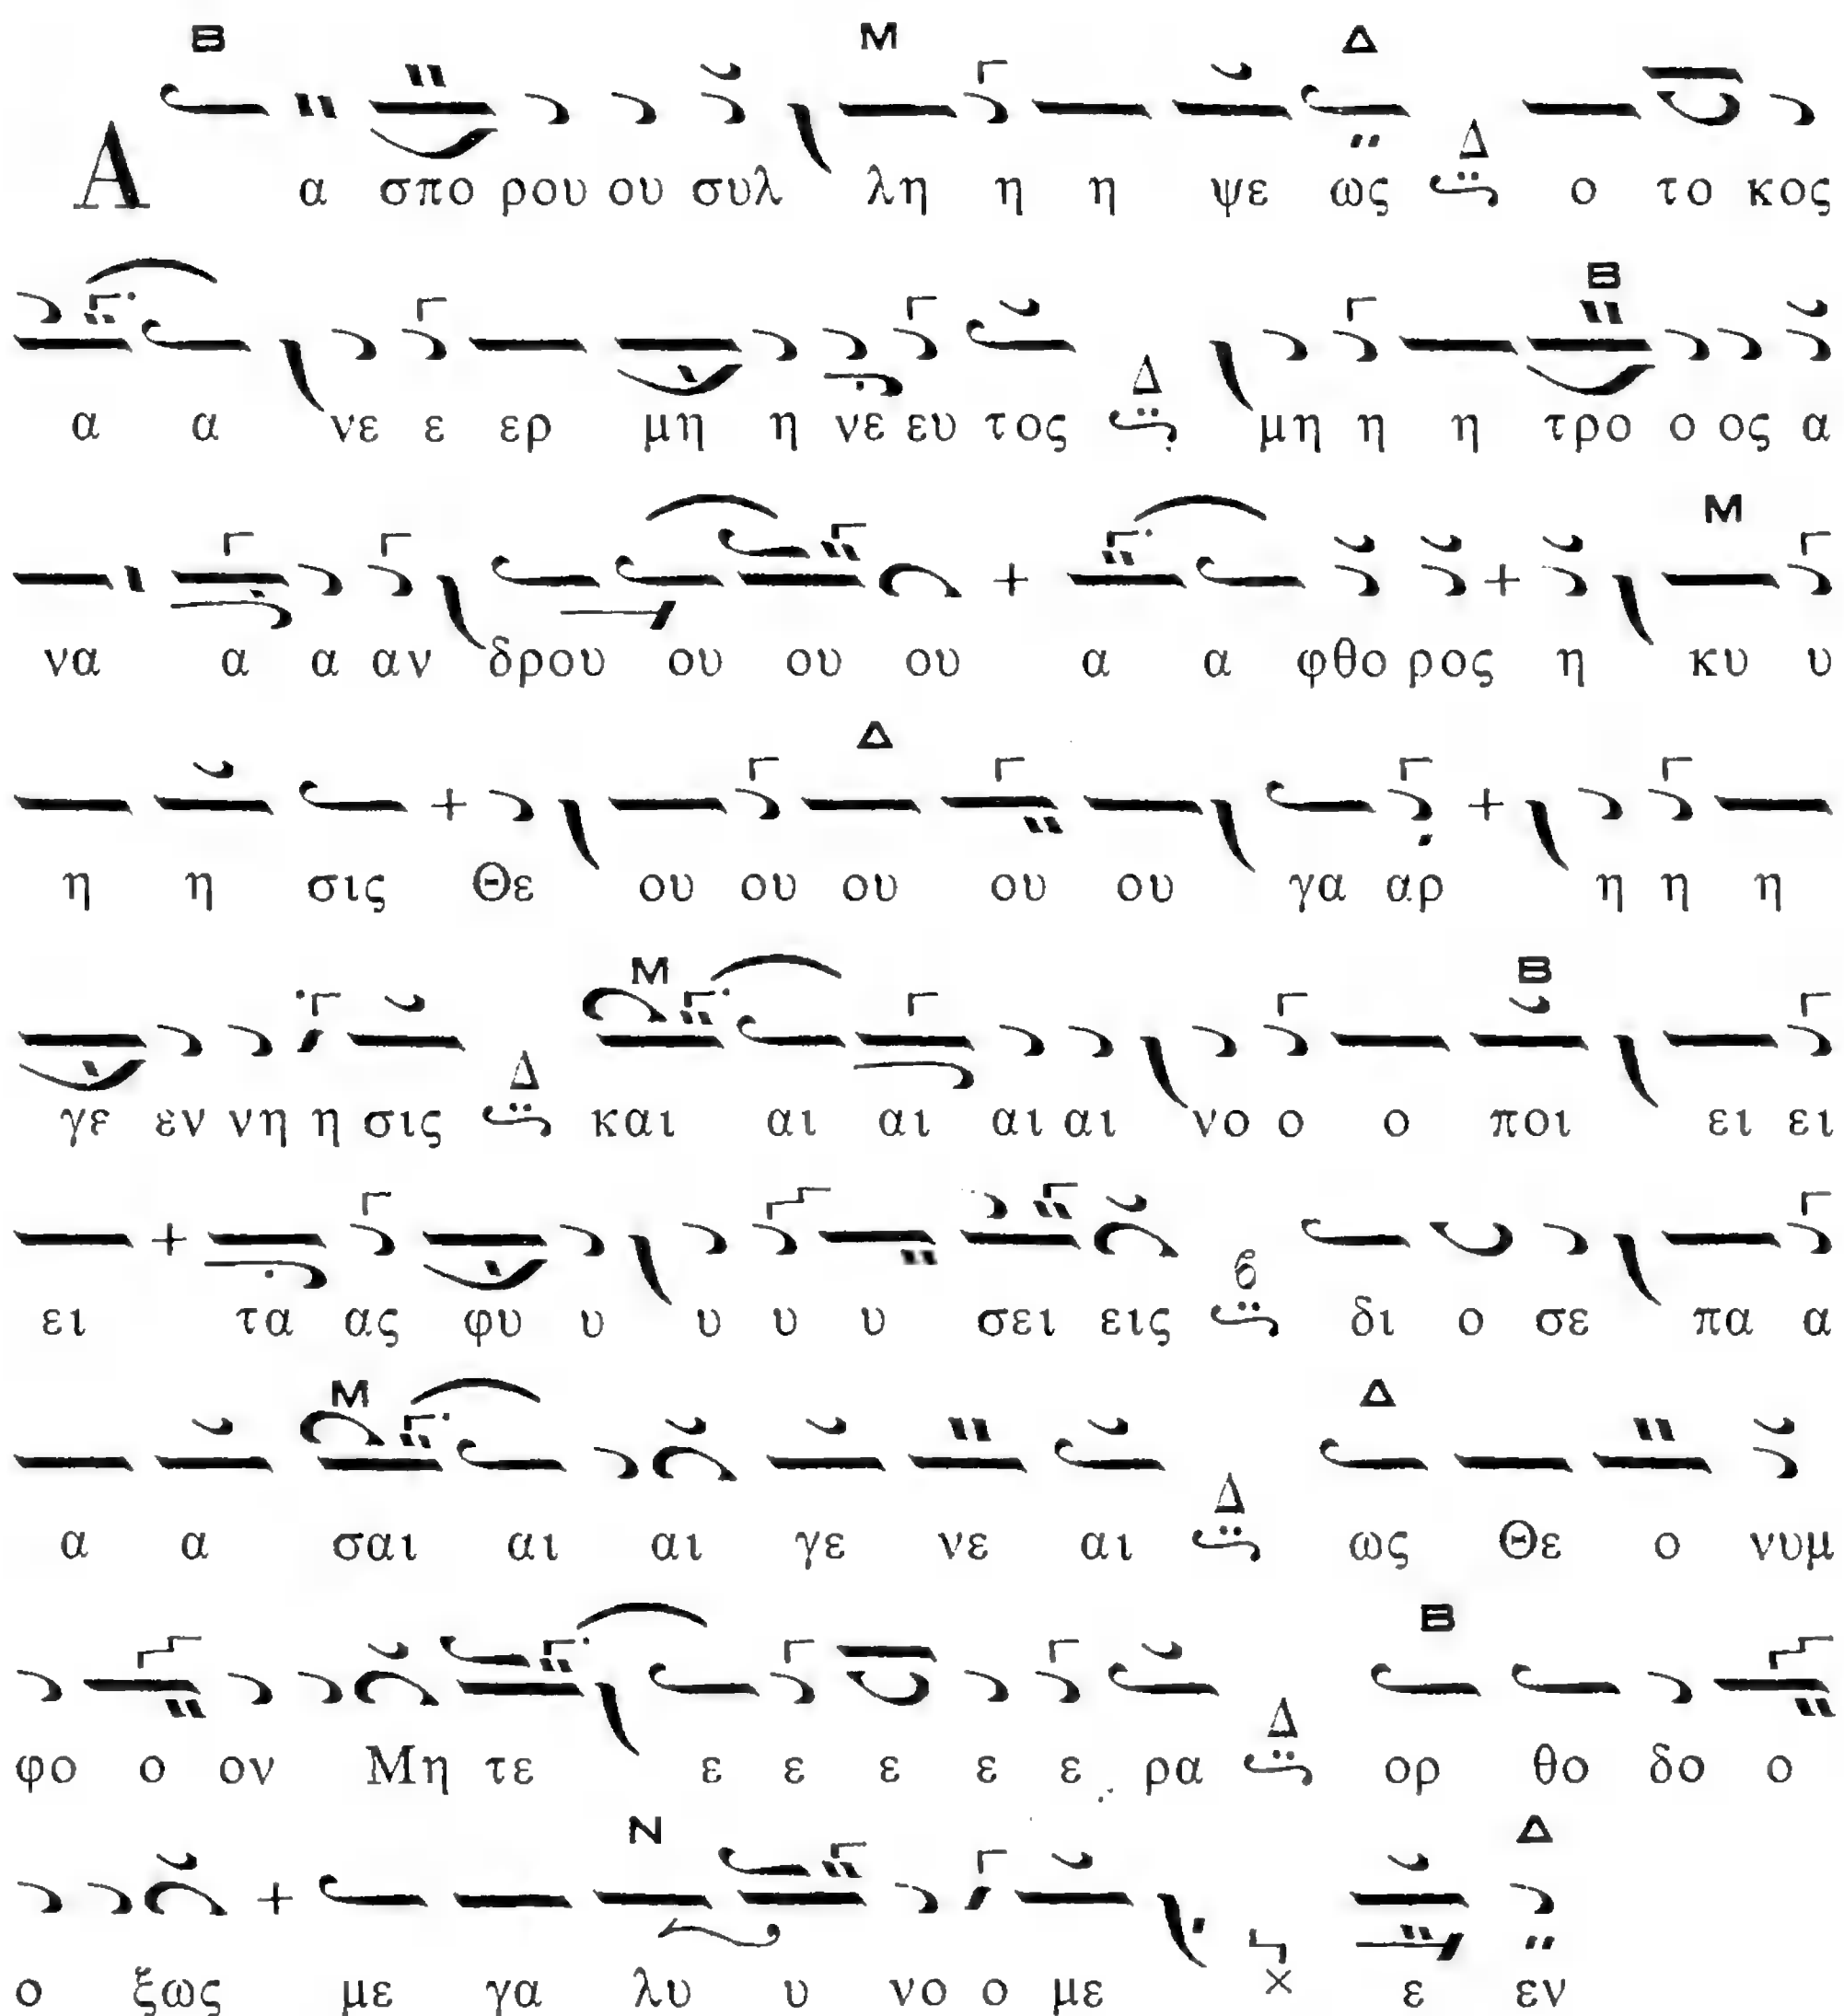 Β Μ Δ
Α α σπο ρου ου συλ λη η η ψε ως Δ ο το κος
Β
α α νε ε ερ μη η νε ευ τος Δ μη η η τρο ο ος α
Μ
να α α αν δρου ου ου ου + α α φθο ρος + η κυ υ
Δ
η η σις + Θε ου ου ου ου ου γα αρ + η η η
Μ Β
γε εν νη η σις Δ και αι αι αι αι νο ο ο ποι ει ει
ει + τα ας φυ υ υ υ υ σει εις ϐ δι ο σε πα α
Μ Δ
α α σαι αι αι γε νε αι Δ ως Θε ο νυμ
Β
φο ο ον Μη τε ε ε ε ε ε ρα Δ ορ θο δο ο
Ν Δ
ο ξως + με γα λυ υ νο ο με ε εν